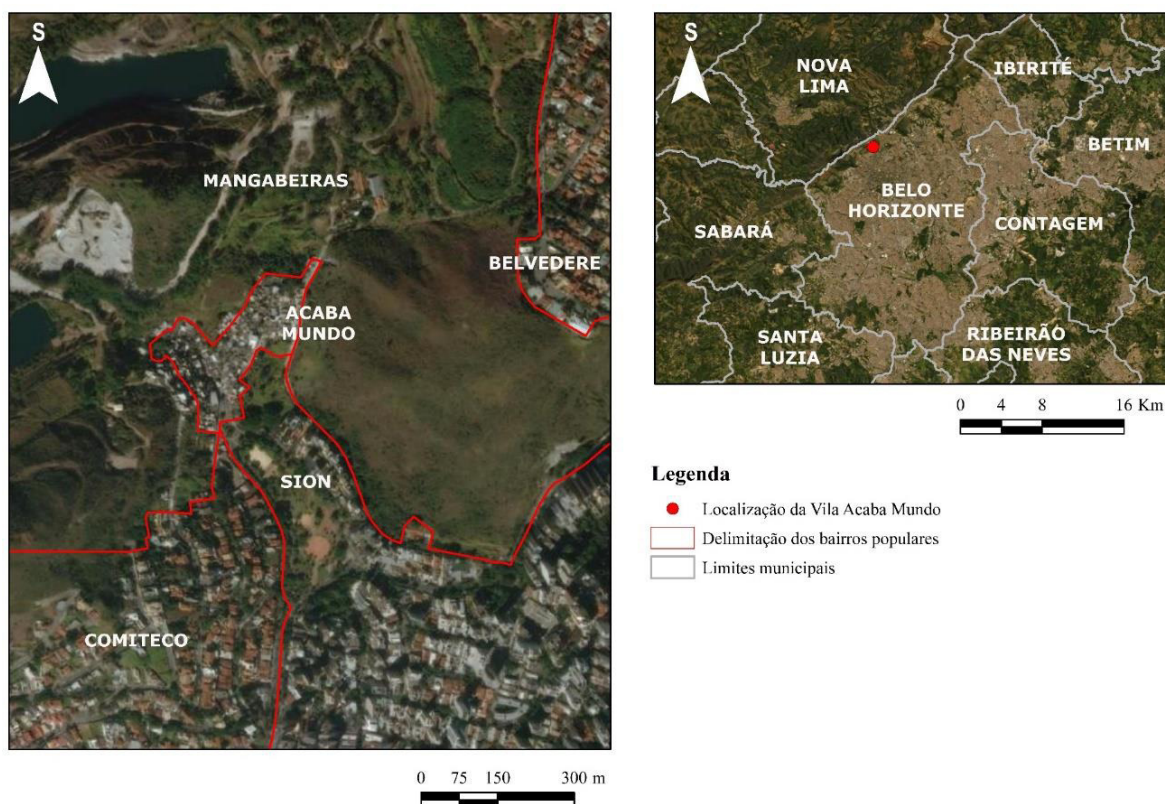 S
MANGABEIRAS
BELVEDERE
ACABA
MUNDO
SION
COMITECO
0 75 150 300 m
S
NOVA
LIMA
IBIRITÉ
BETIM
BELO
HORIZONTE
CONTAGEM
SABARÁ
SANTA
LUZIA
RIBEIRÃO
DAS NEVES
0 4 8 16 Km
Legenda
Localização da Vila Acaba Mundo
Delimitação dos bairros populares
Limites municipais